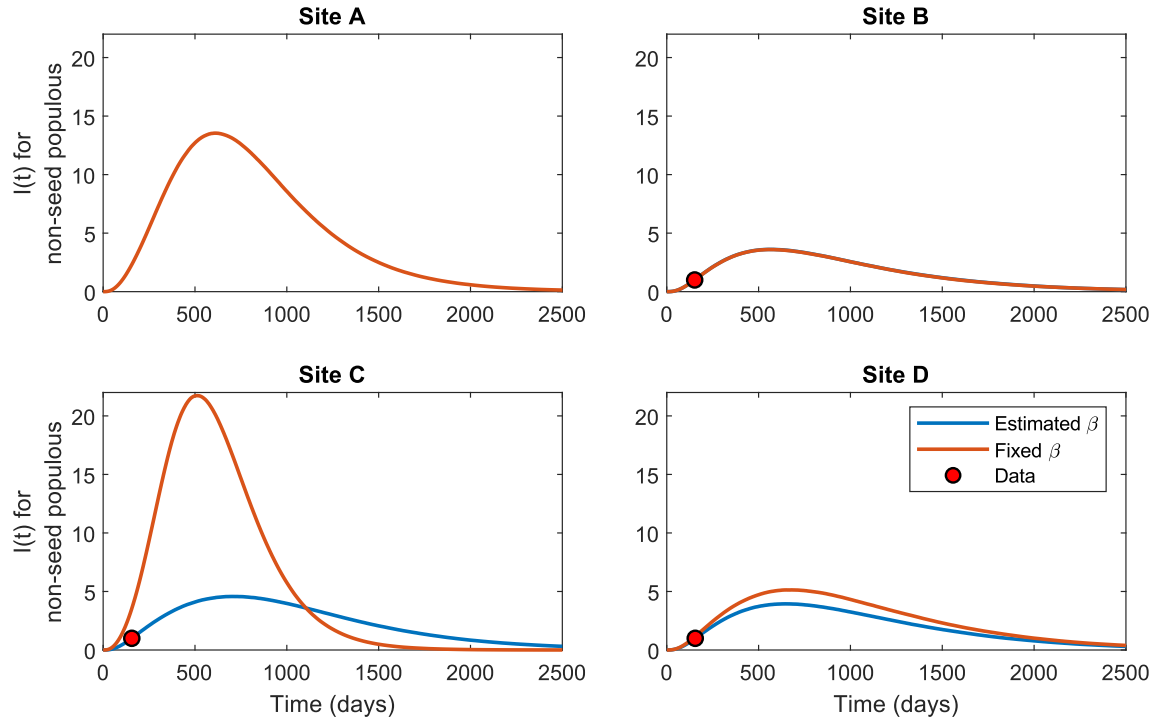 Site A
Site B
20
15
10
5
0
I(t) for
non-seed populous
0 500 1000 1500 2000 2500
20
15
10
5
0
0 500 1000 1500 2000 2500
Site C
Site D
20
15
10
5
0
I(t) for
non-seed populous
0 500 1000 1500 2000 2500
Time (days)
20
15
10
5
0
0 500 1000 1500 2000 2500
Time (days)
Estimated β
Fixed β
Data